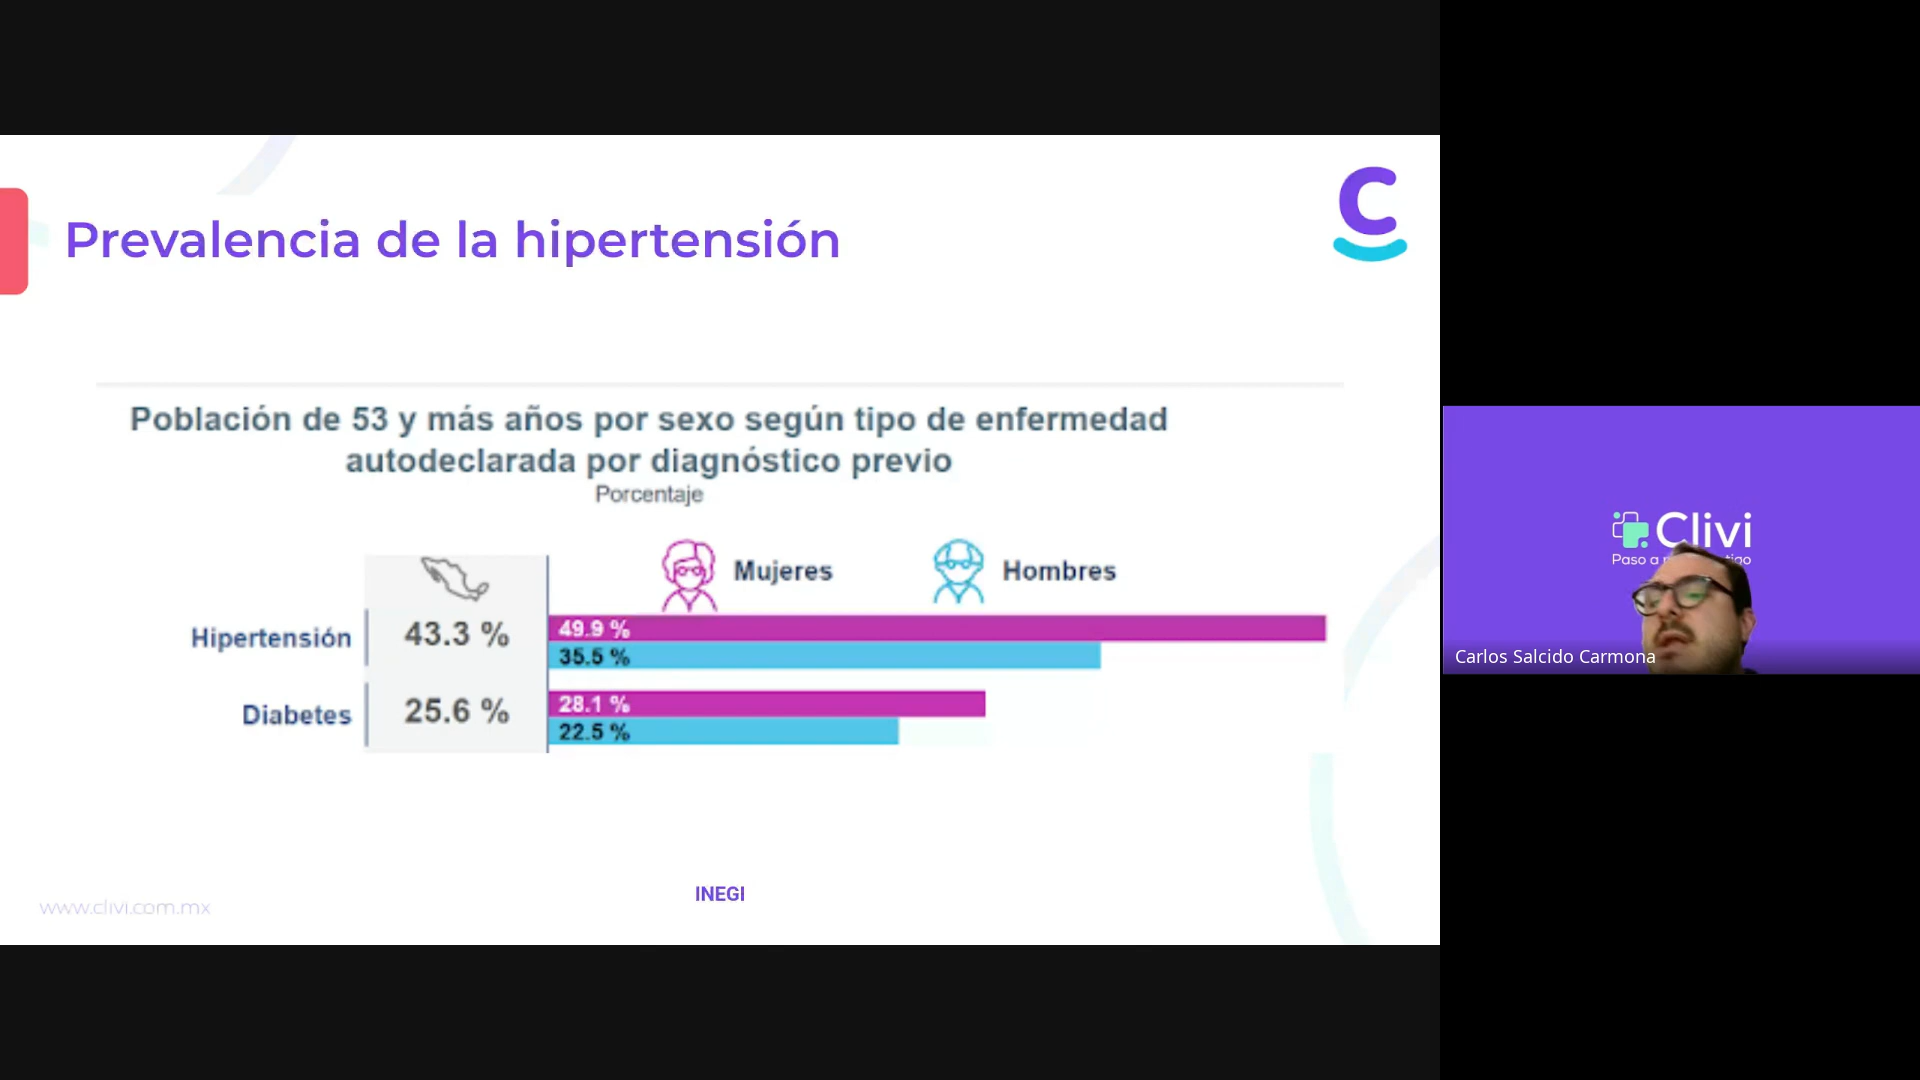 Prevalencia de la hipertensión
Población de 53 y más años por sexo según tipo de enfermedad
autodeclarada por diagnóstico previo
Porcentaje
Mujeres
Hombres
Hipertensión
43.3 %
49.9 %
35.5 %
Diabetes
25.6 %
28.1 %
22.5 %
INEGI
www.clivi.com.mx
Clivi
Paso a
Carlos Salcido Carmona